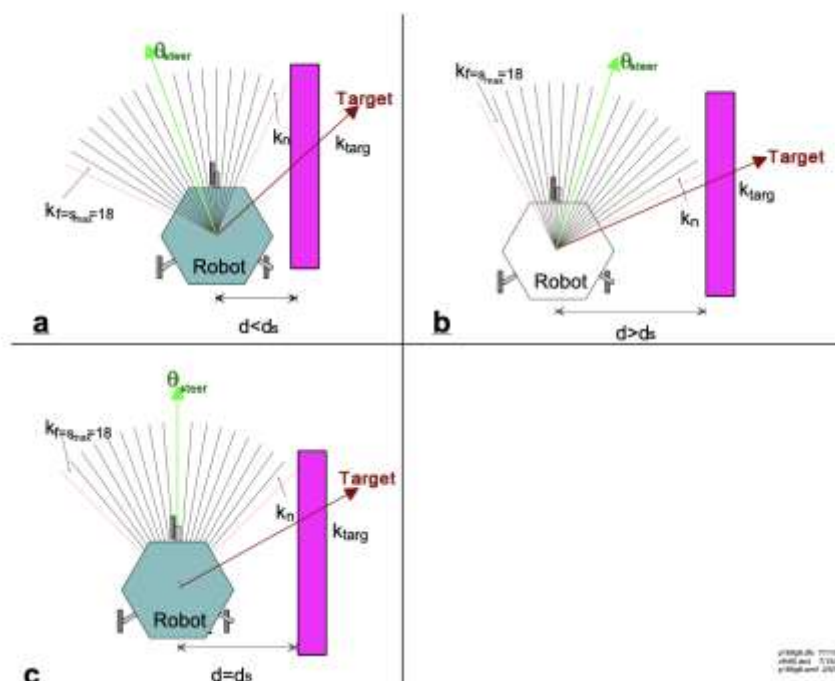 θsteer
Target
kn
ktarg
kf=smax=18
Robot
a
d<ds
kf=smax=18
θsteer
Target
ktarg
kn
Robot
b
d>ds
θsteer
kf=smax=18
Target
kn
ktarg
Robot
d=ds
c